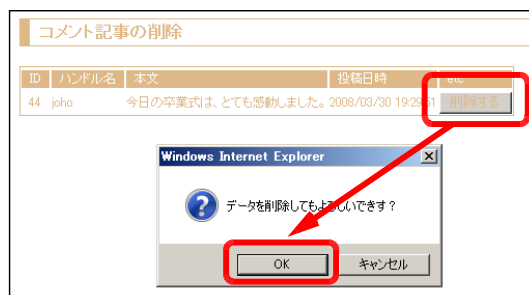 コメント記事の削除
ID ハンドル名 本文 投稿日時 etc
44 joho 今日の卒業式は、とても感動しました。 2008/03/30 19:29:51 削除する
Windows Internet Explorer
データを削除してもよろしいできす？
OK キャンセル